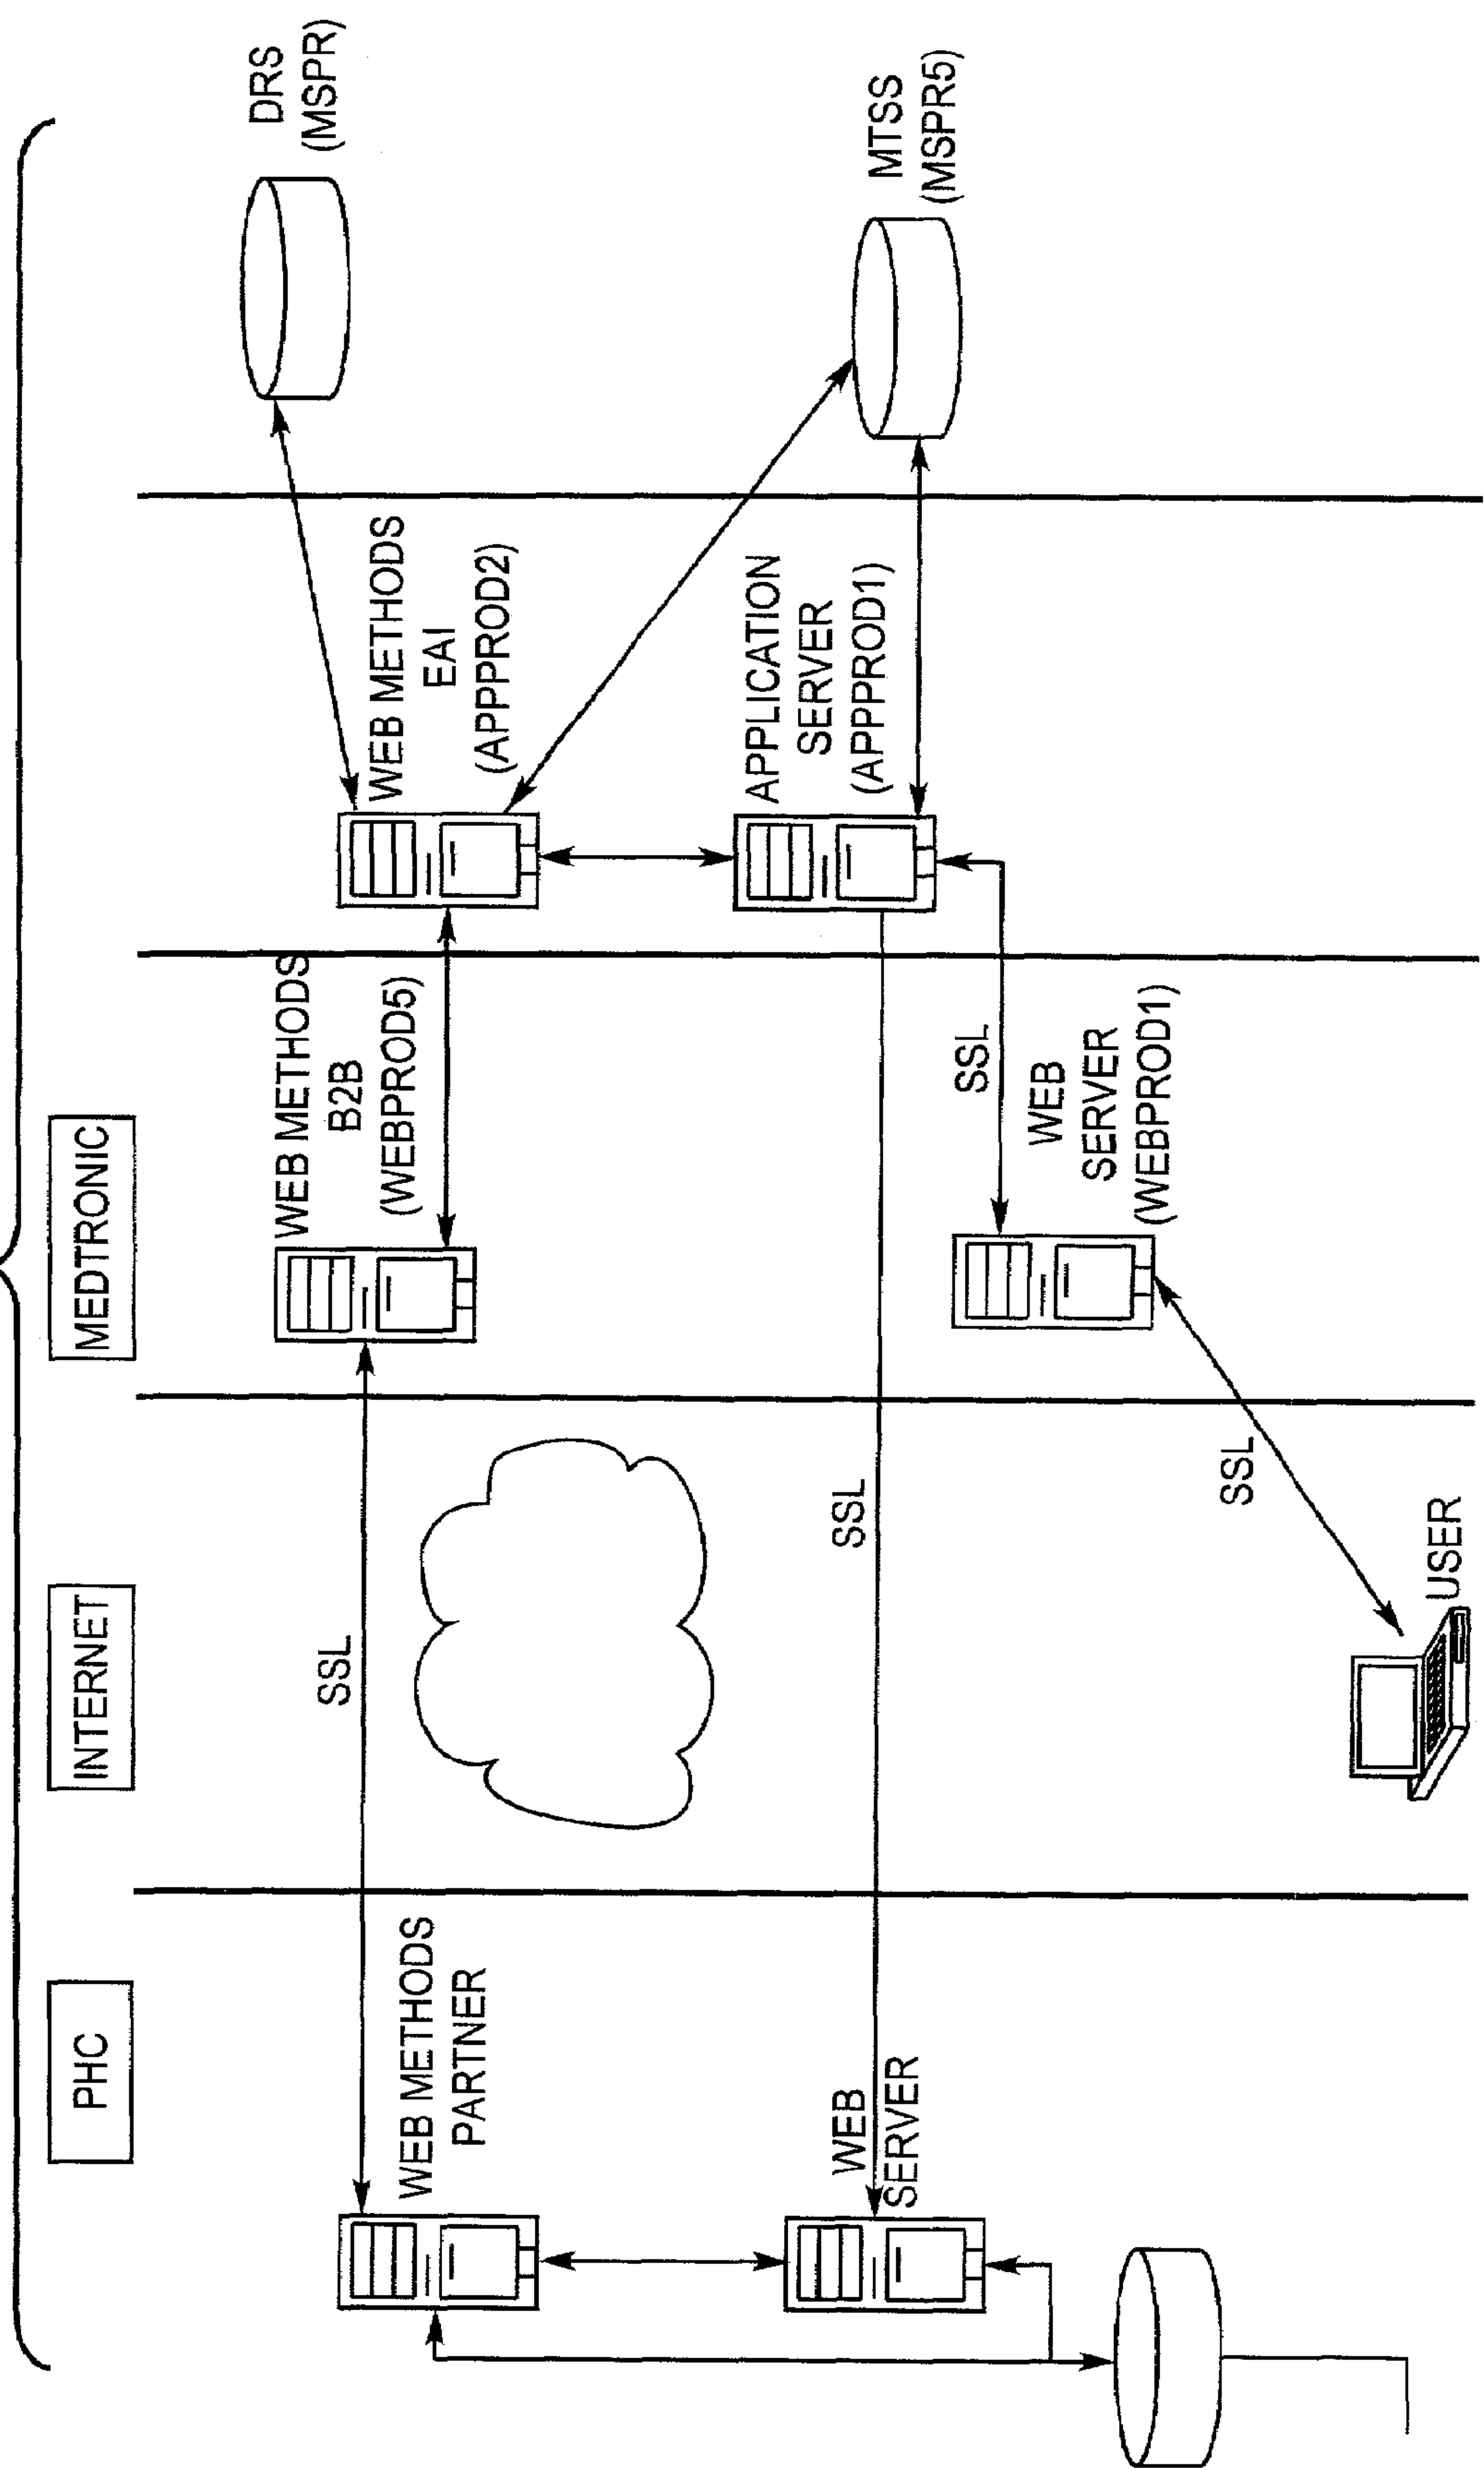 PHC
INTERNET
MEDTRONIC
WEB METHODS
PARTNER
SSL
WEB METHODS
B2B
(WEBPROD5)
WEB METHODS
EAI
(APPPROD2)
DRS
(MSPR)
WEB
SERVER
SSL
APPLICATION
SERVER
(APPPROD1)
MTSS
(MSPR5)
SSL
WEB
SERVER
(WEBPROD1)
SSL
USER